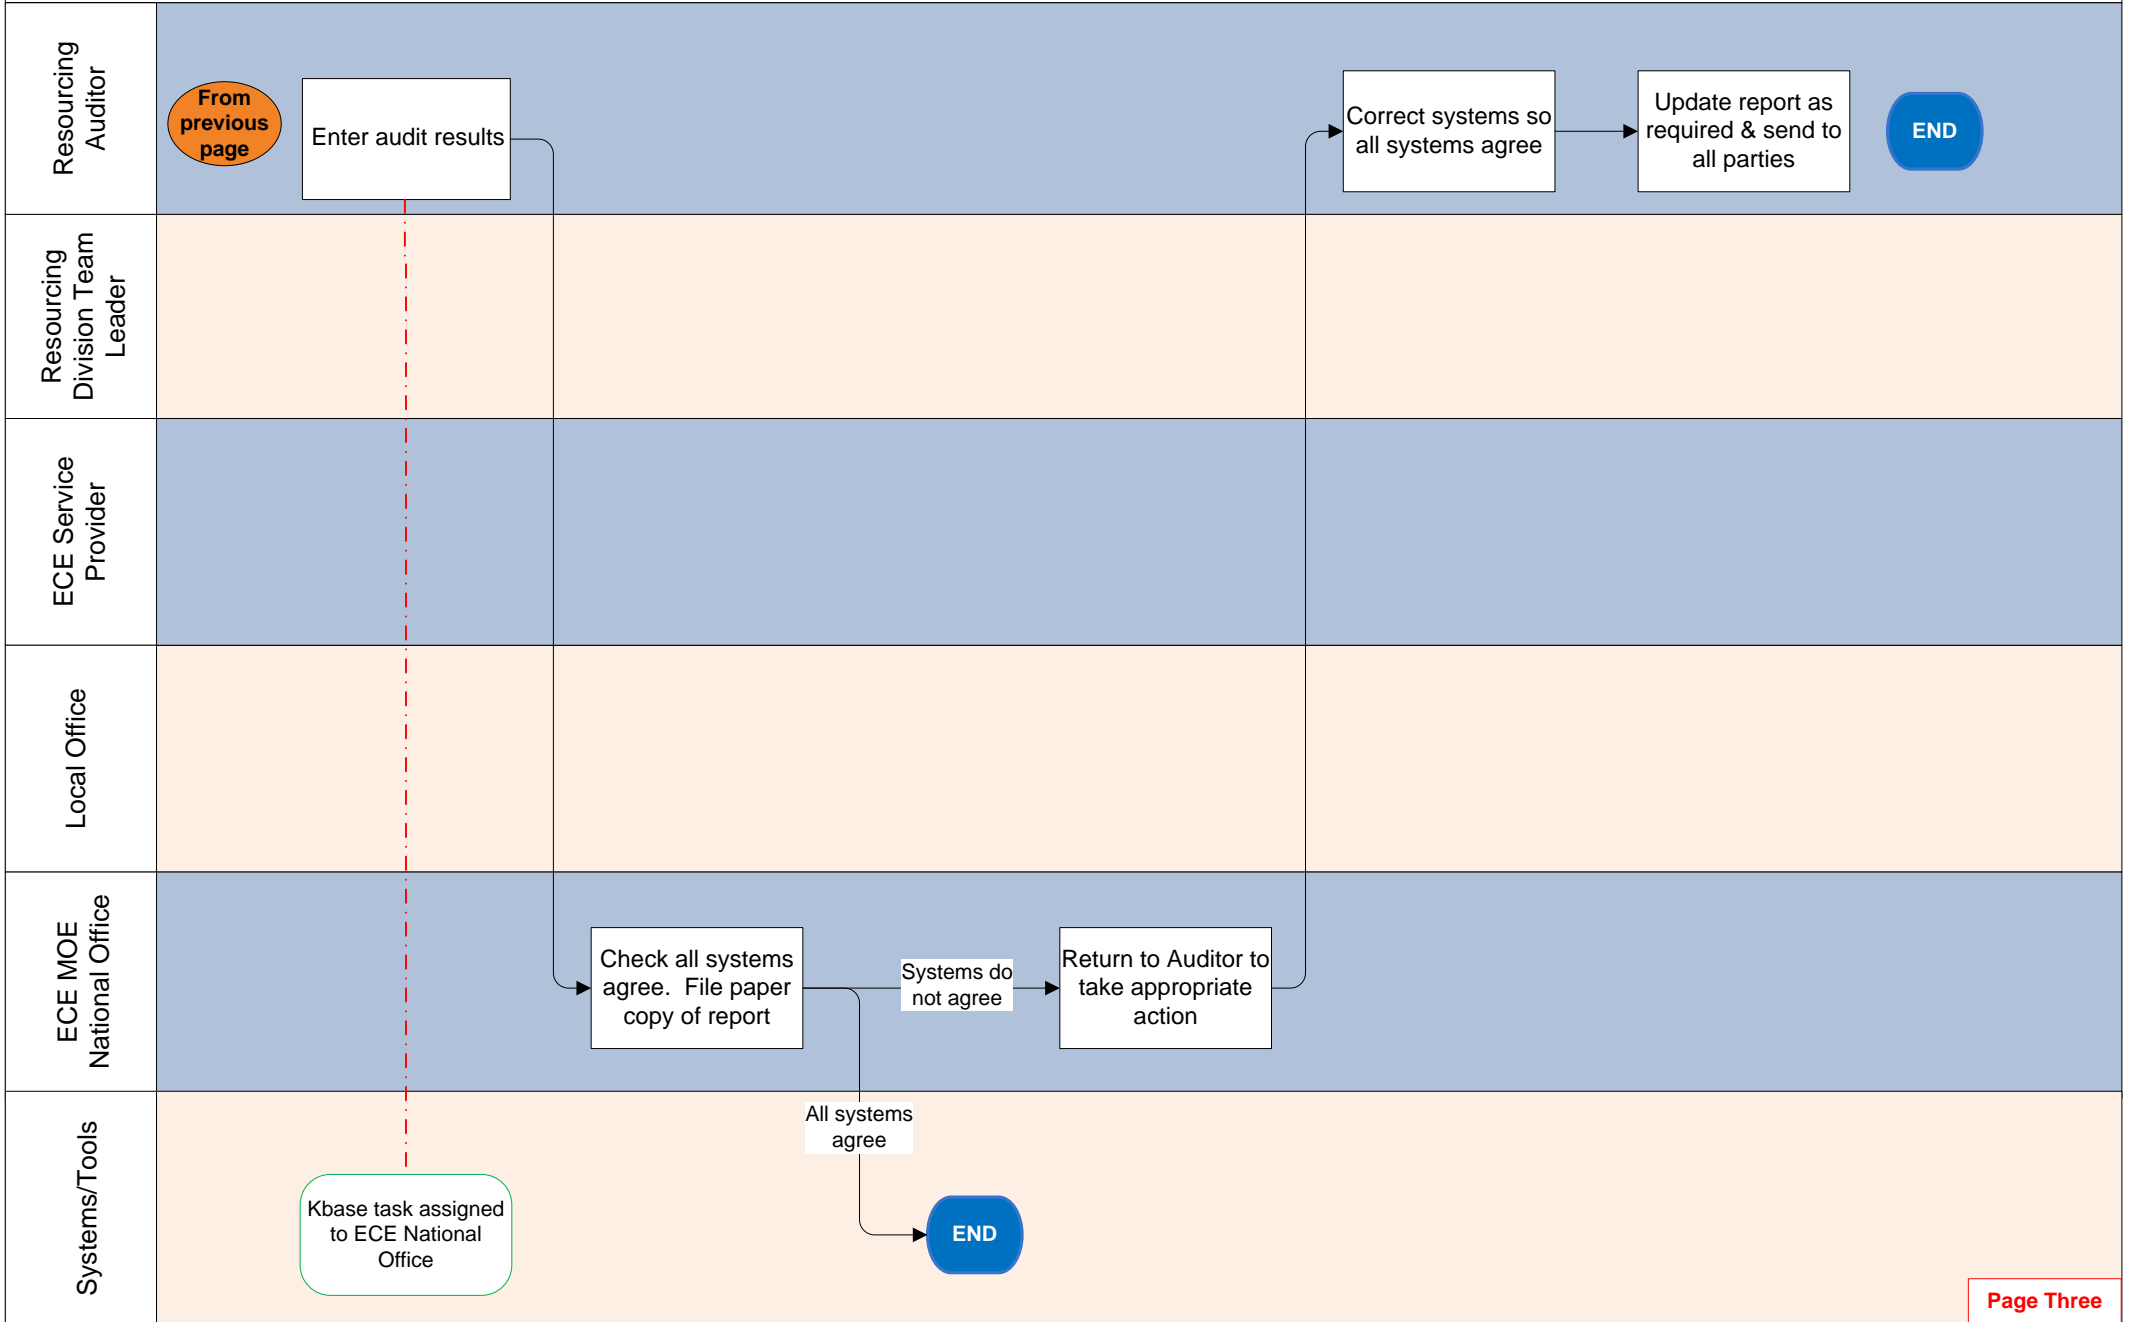 Resourcing
Auditor
From
previous
page
Enter audit results
Correct systems so
all systems agree
Update report as
required & send to
all parties
END
Resourcing
Division Team
Leader
ECE Service
Provider
Local Office
ECE MOE
National Office
Check all systems
agree.  File paper
copy of report
Systems do
not agree
Return to Auditor to
take appropriate
action
Systems/Tools
All systems
agree
Kbase task assigned
to ECE National
Office
END
Page Three